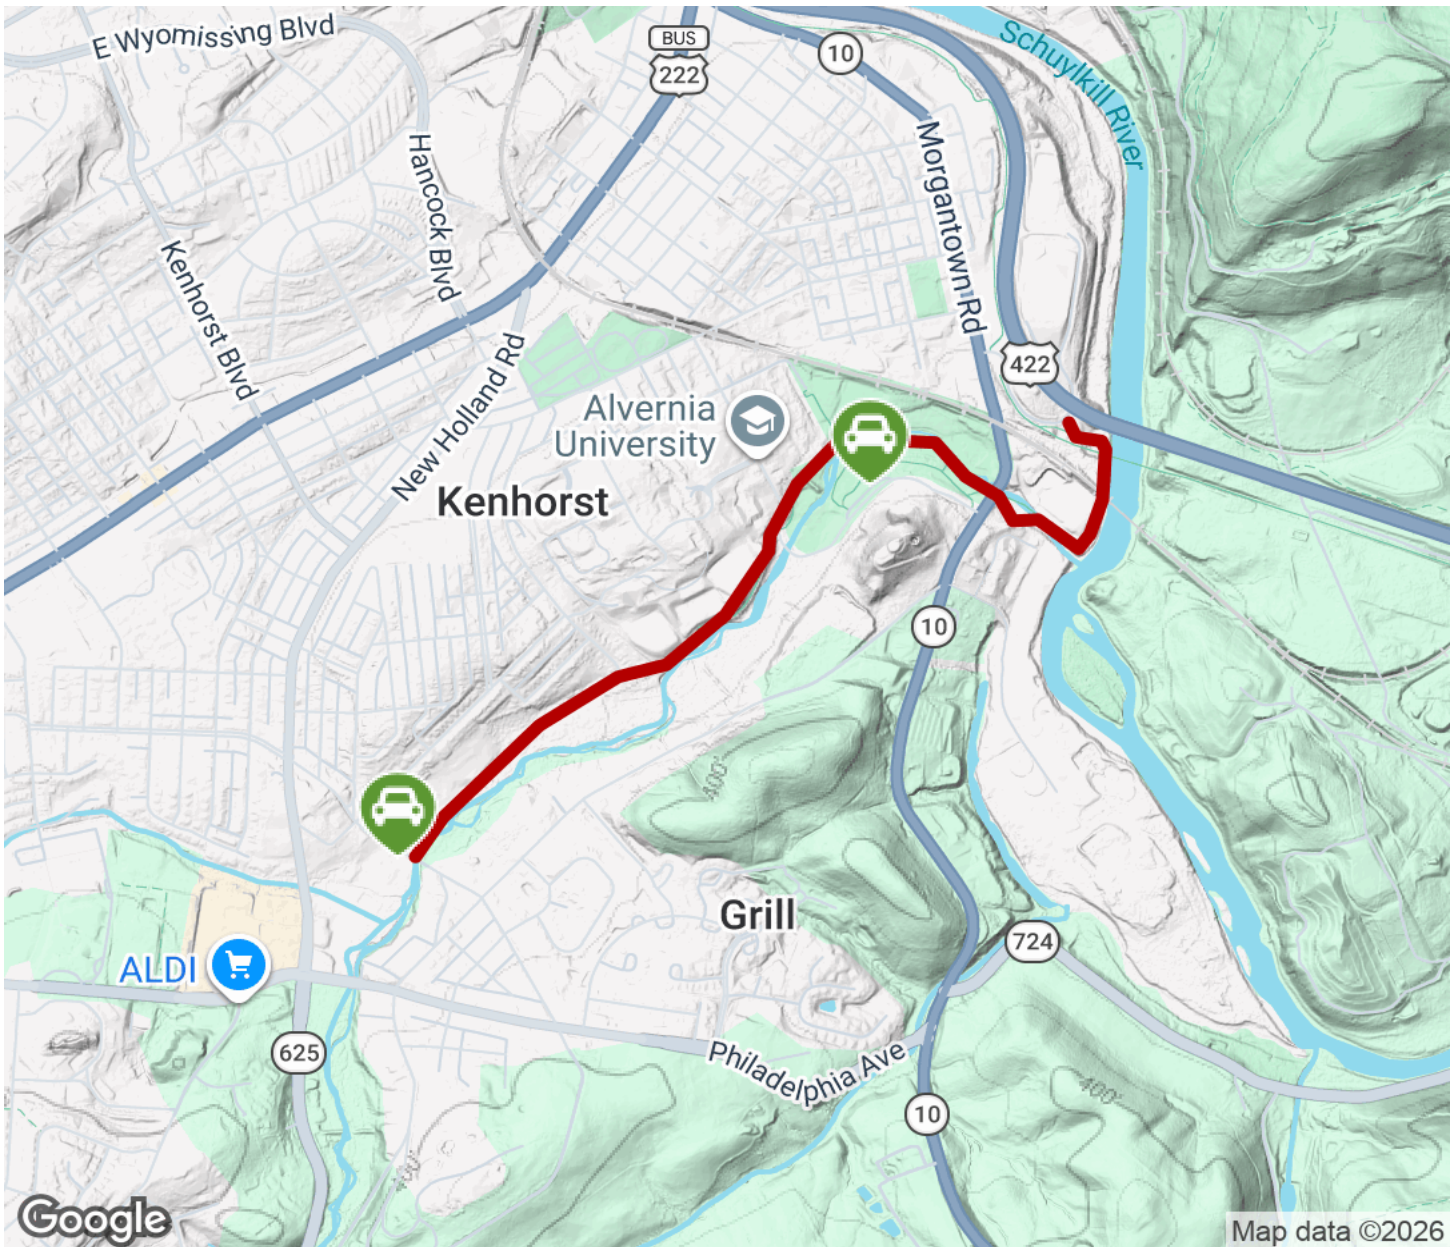 E Wyomissing Blvd
BUS
222
10
Schuylkill River
Hancock Blvd
Morgantown Rd
Kenhorst Blvd
New Holland Rd
422
Alvernia
University
Kenhorst
10
400'
Grill
ALDI
724
625
Philadelphia Ave
10
400'
Google
Map data ©2026